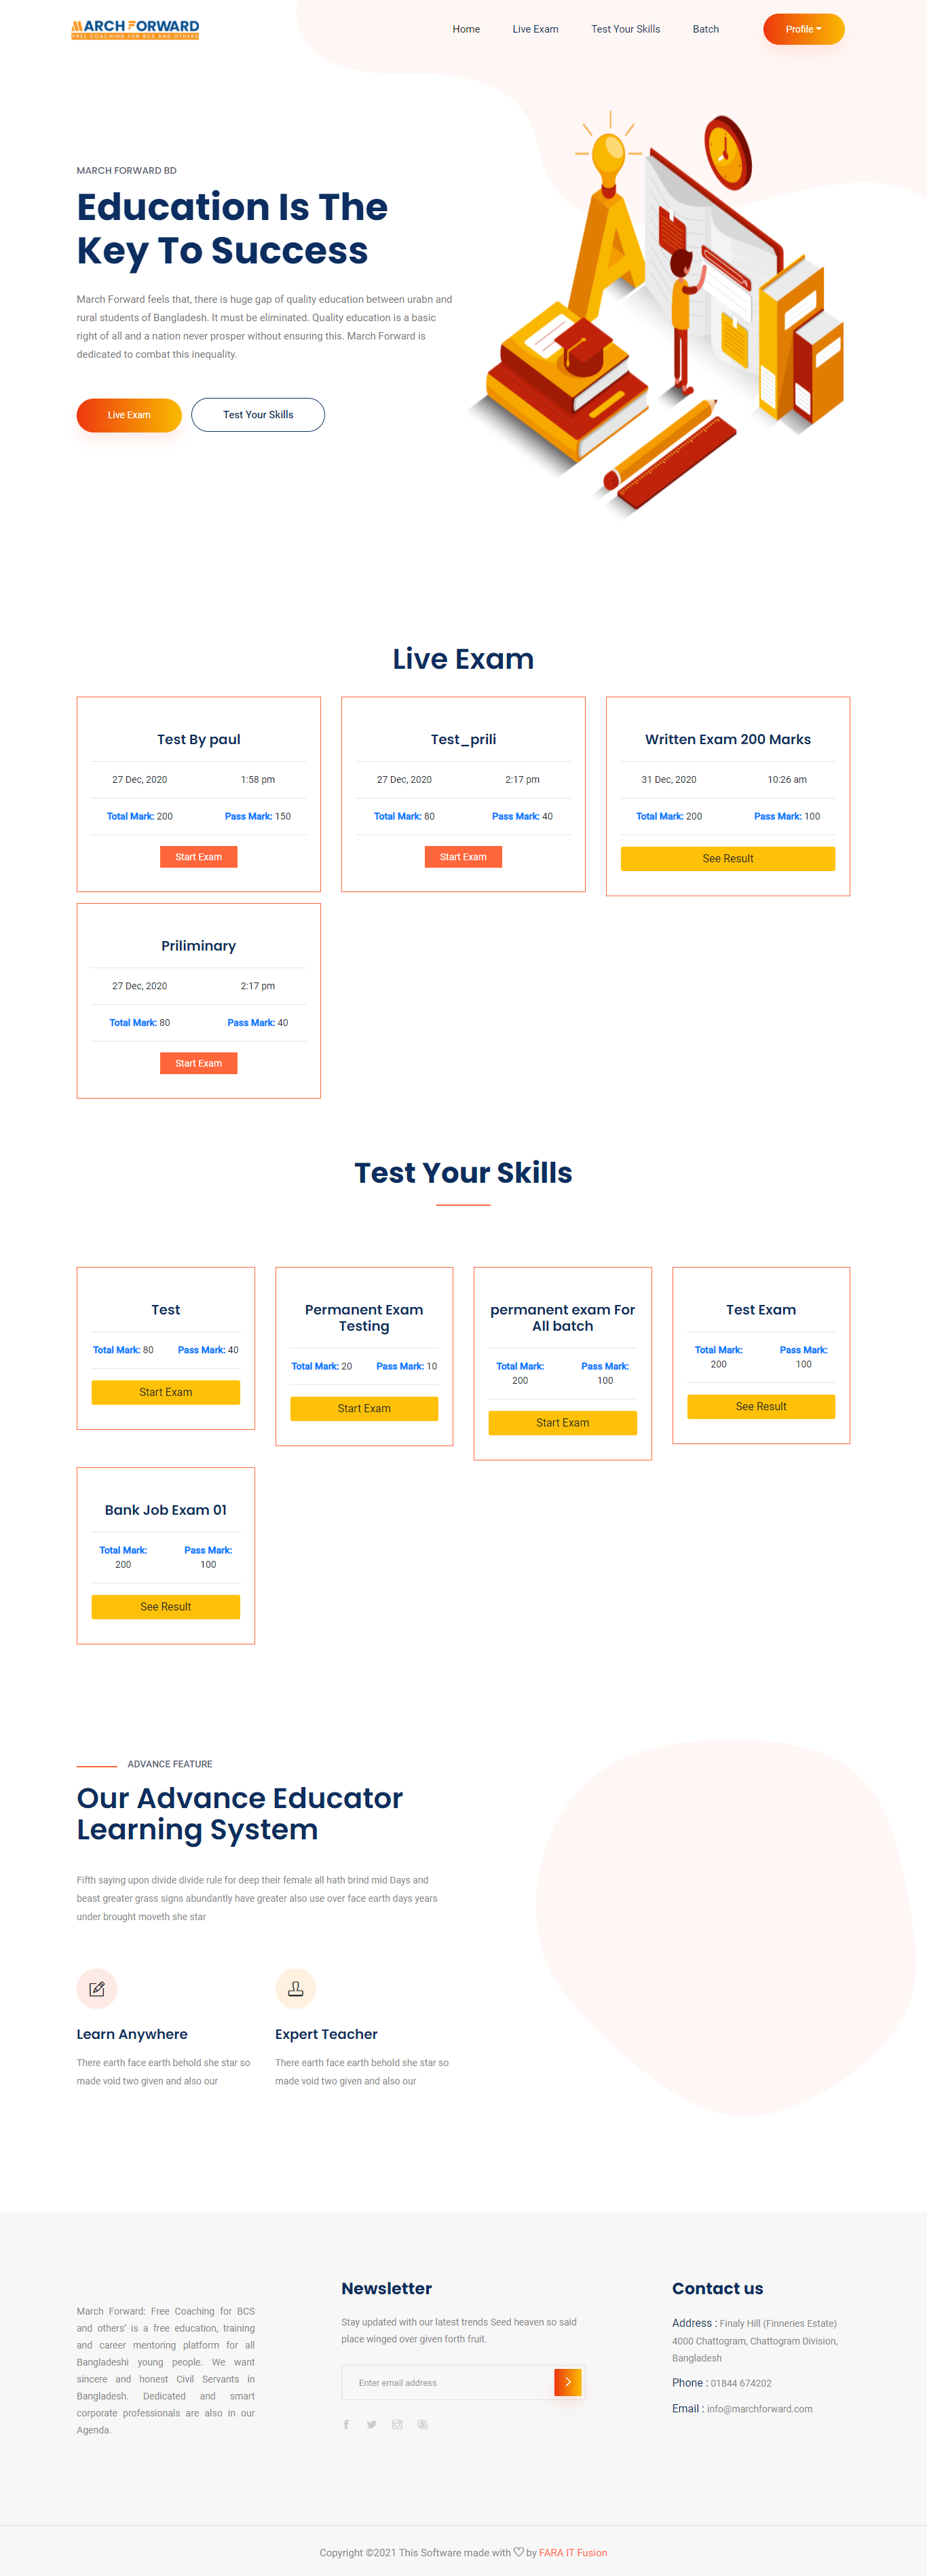 MARCH FORWARD
FREE COACHING FOR BCS AND OTHERS
Home Live Exam Test Your Skills Batch Profile
MARCH FORWARD BD
Education Is The
Key To Success
March Forward feels that, there is huge gap of quality education between urabn and
rural students of Bangladesh. It must be eliminated. Quality education is a basic
right of all and a nation never prosper without ensuring this. March Forward is
dedicated to combat this inequality.
Live Exam Test Your Skills
Live Exam
Test By paul
27 Dec, 2020 1:58 pm
Total Mark: 200 Pass Mark: 150
Start Exam
Test_prili
27 Dec, 2020 2:17 pm
Total Mark: 80 Pass Mark: 40
Start Exam
Written Exam 200 Marks
31 Dec, 2020 10:26 am
Total Mark: 200 Pass Mark: 100
See Result
Priliminary
27 Dec, 2020 2:17 pm
Total Mark: 80 Pass Mark: 40
Start Exam
Test Your Skills
Test
Total Mark: 80 Pass Mark: 40
Start Exam
Permanent Exam
Testing
Total Mark: 20 Pass Mark: 10
Start Exam
permanent exam For
All batch
Total Mark: Pass Mark:
200 100
Start Exam
Test Exam
Total Mark: Pass Mark:
200 100
See Result
Bank Job Exam 01
Total Mark: Pass Mark:
200 100
See Result
ADVANCE FEATURE
Our Advance Educator
Learning System
Fifth saying upon divide divide rule for deep their female all hath brind mid Days and
beast greater grass signs abundantly have greater also use over face earth days years
under brought moveth she star
Learn Anywhere
There earth face earth behold she star so
made void two given and also our
Expert Teacher
There earth face earth behold she star so
made void two given and also our
March Forward: Free Coaching for BCS
and others' is a free education, training
and career mentoring platform for all
Bangladeshi young people. We want
sincere and honest Civil Servants in
Bangladesh. Dedicated and smart
corporate professionals are also in our
Agenda.
Newsletter
Stay updated with our latest trends Seed heaven so said
place winged over given forth fruit.
Enter email address
Contact us
Address : Finaly Hill (Finneries Estate)
4000 Chattogram, Chattogram Division,
Bangladesh
Phone : 01844 674202
Email : info@marchforward.com
Copyright ©2021 This Software made with ♡ by FARA IT Fusion